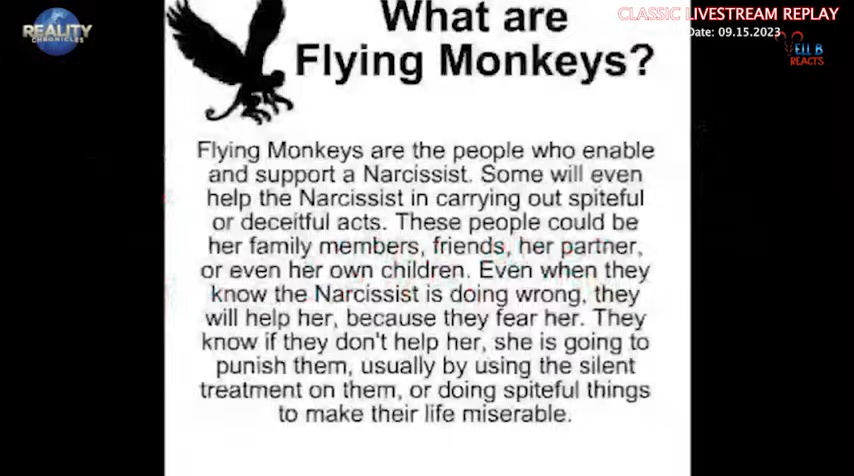 What are
CLASSIC LIVESTREAM REPLAY
REALITY
CHRONICLES
Date: 09.15.2023
ELL B
REACTS
Flying Monkeys?
Flying Monkeys are the people who enable
and support a Narcissist. Some will even
help the Narcissist in carrying out spiteful
or deceitful acts. These people could be
her family members, friends, her partner,
or even her own children. Even when they
know the Narcissist is doing wrong, they
will help her, because they fear her. They
know if they don't help her, she is going to
punish them, usually by using the silent
treatment on them, or doing spiteful things
to make their life miserable.